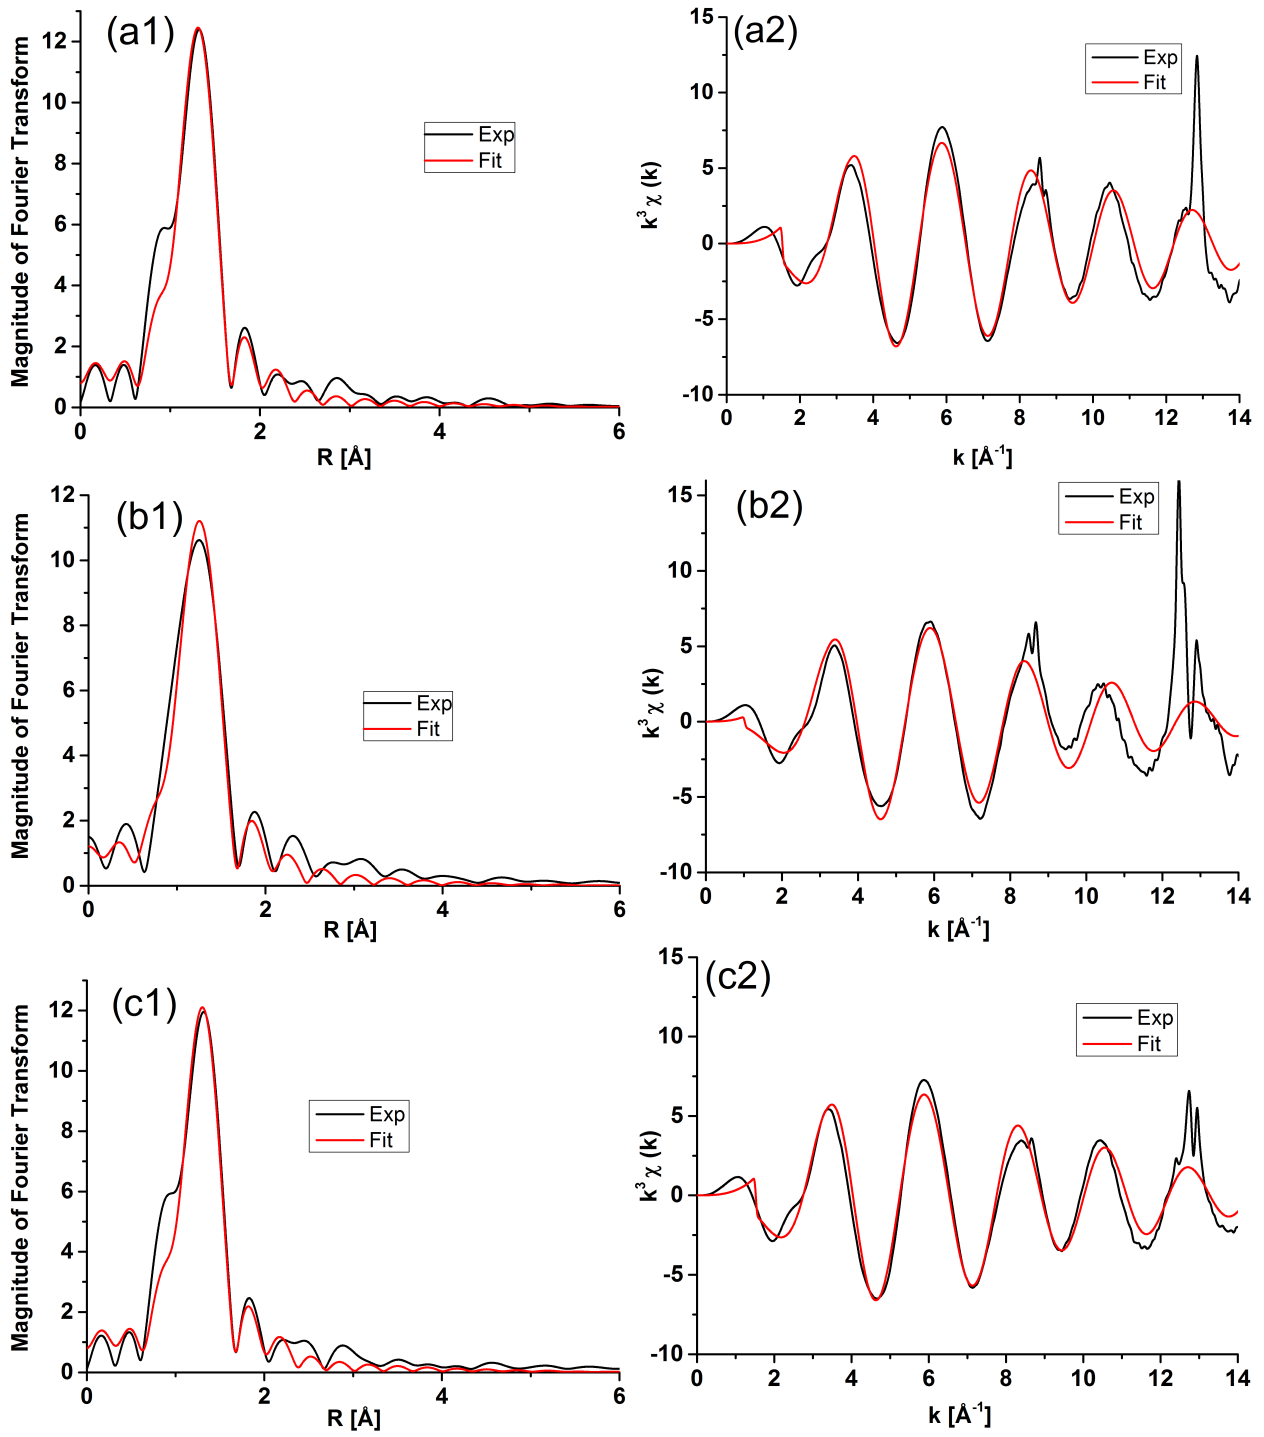 (a1)
Magnitude of Fourier Transform
12
10
8
6
4
2
0
Exp
Fit
0 2 4 6
R [Å]
(a2)
k³ χ (k)
15
10
5
0
-5
-10
Exp
Fit
0 2 4 6 8 10 12 14
k [Å⁻¹]
(b1)
Magnitude of Fourier Transform
12
10
8
6
4
2
0
Exp
Fit
0 2 4 6
R [Å]
(b2)
k³ χ (k)
15
10
5
0
-5
-10
Exp
Fit
0 2 4 6 8 10 12 14
k [Å⁻¹]
(c1)
Magnitude of Fourier Transform
12
10
8
6
4
2
0
Exp
Fit
0 2 4 6
R [Å]
(c2)
k³ χ (k)
15
10
5
0
-5
-10
Exp
Fit
0 2 4 6 8 10 12 14
k [Å⁻¹]